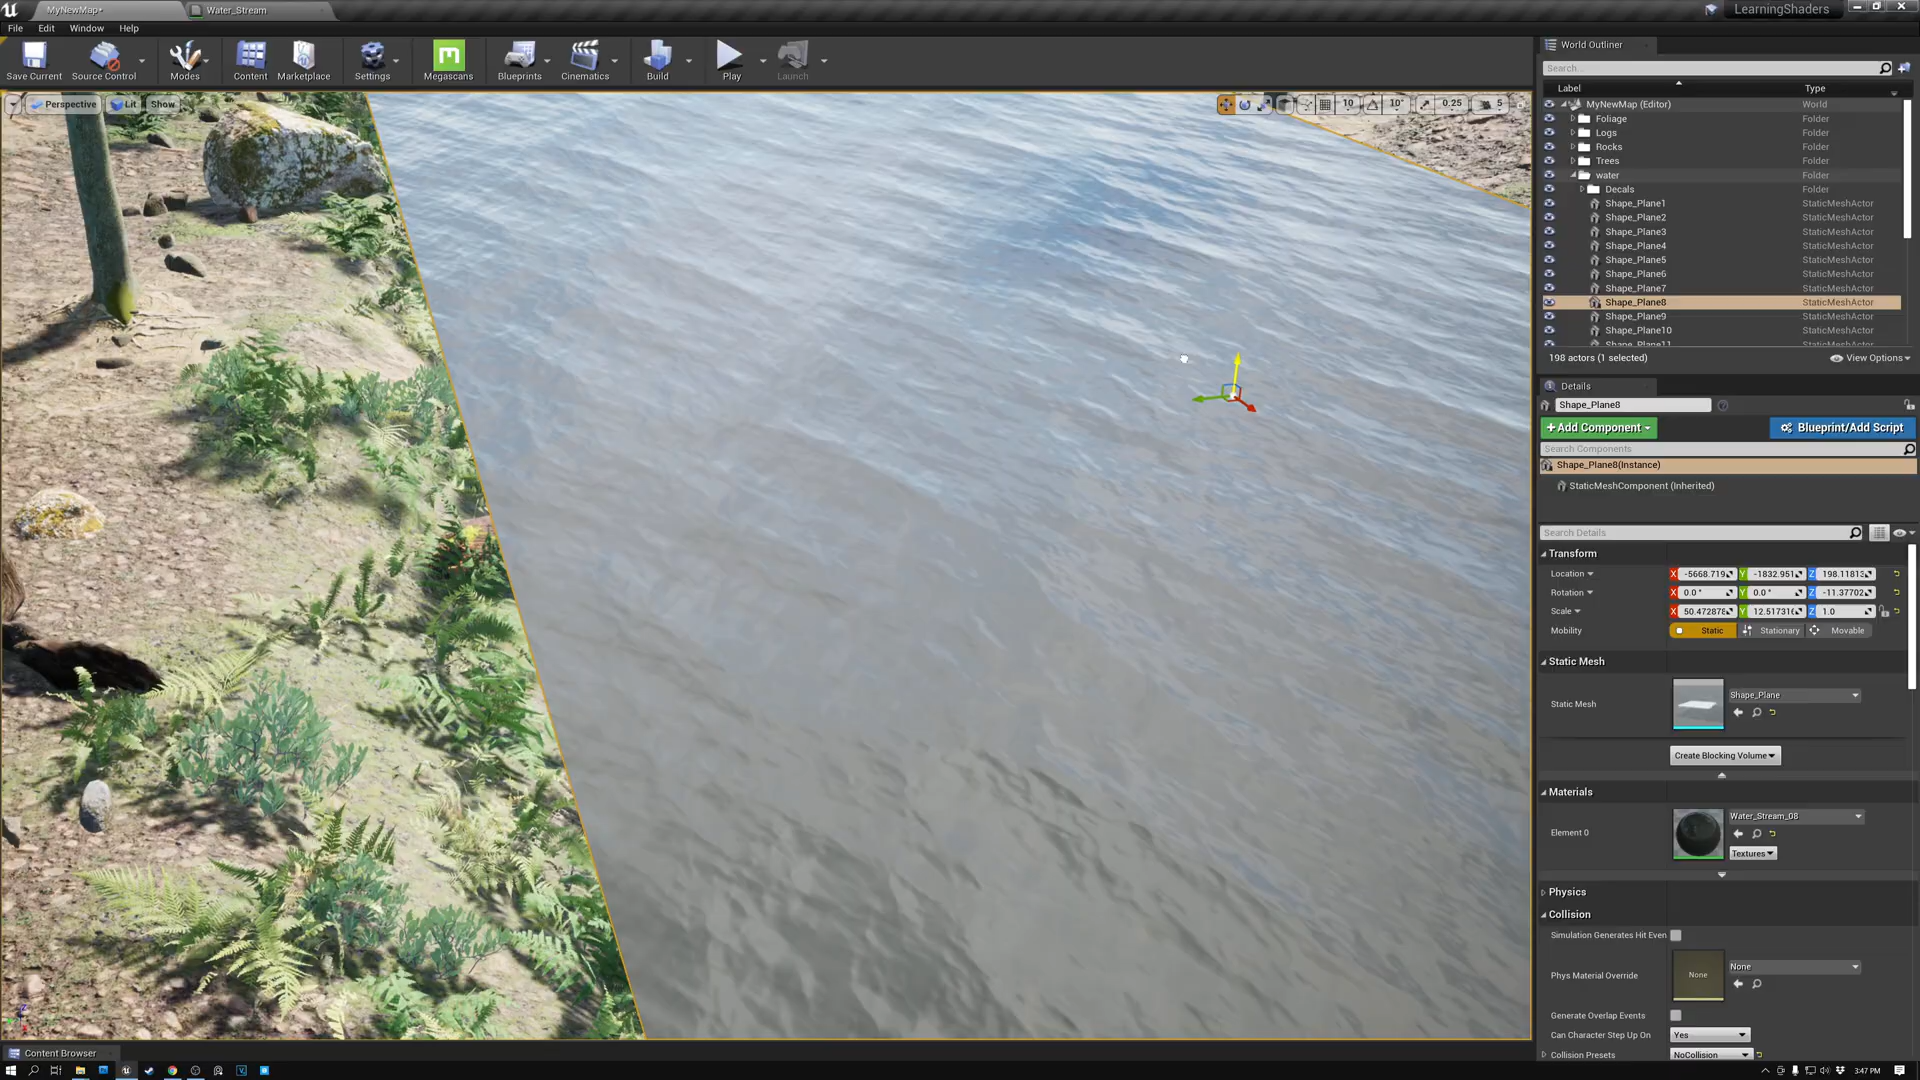 MyNewMap•
Water_Stream
LearningShaders
File
Edit
Window
Help
Save Current
Source Control
Modes
Content
Marketplace
Settings
Megascans
Blueprints
Cinematics
Build
Play
Launch
Perspective
Lit
Show
10
10°
0.25
5
World Outliner
Search...
Label
Type
MyNewMap (Editor)
World
Foliage
Folder
Logs
Folder
Rocks
Folder
Trees
Folder
water
Folder
Decals
Folder
Shape_Plane1
StaticMeshActor
Shape_Plane2
StaticMeshActor
Shape_Plane3
StaticMeshActor
Shape_Plane4
StaticMeshActor
Shape_Plane5
StaticMeshActor
Shape_Plane6
StaticMeshActor
Shape_Plane7
StaticMeshActor
Shape_Plane8
StaticMeshActor
Shape_Plane9
StaticMeshActor
Shape_Plane10
StaticMeshActor
Shape_Plane11
StaticMeshActor
198 actors (1 selected)
View Options
Details
Shape_Plane8
+Add Component
Blueprint/Add Script
Search Components
Shape_Plane8(Instance)
StaticMeshComponent (Inherited)
Search Details
Transform
Location
X -5668.719
Y -1832.951
Z 198.11813
Rotation
X 0.0 °
Y 0.0 °
Z -11.37702
Scale
X 50.472878
Y 12.517316
Z 1.0
Mobility
Static
Stationary
Movable
Static Mesh
Static Mesh
Shape_Plane
Create Blocking Volume
Materials
Element 0
Water_Stream_08
Textures
Physics
Collision
Simulation Generates Hit Even
Phys Material Override
None
None
Generate Overlap Events
Can Character Step Up On
Yes
Collision Presets
NoCollision
Content Browser
3:47 PM